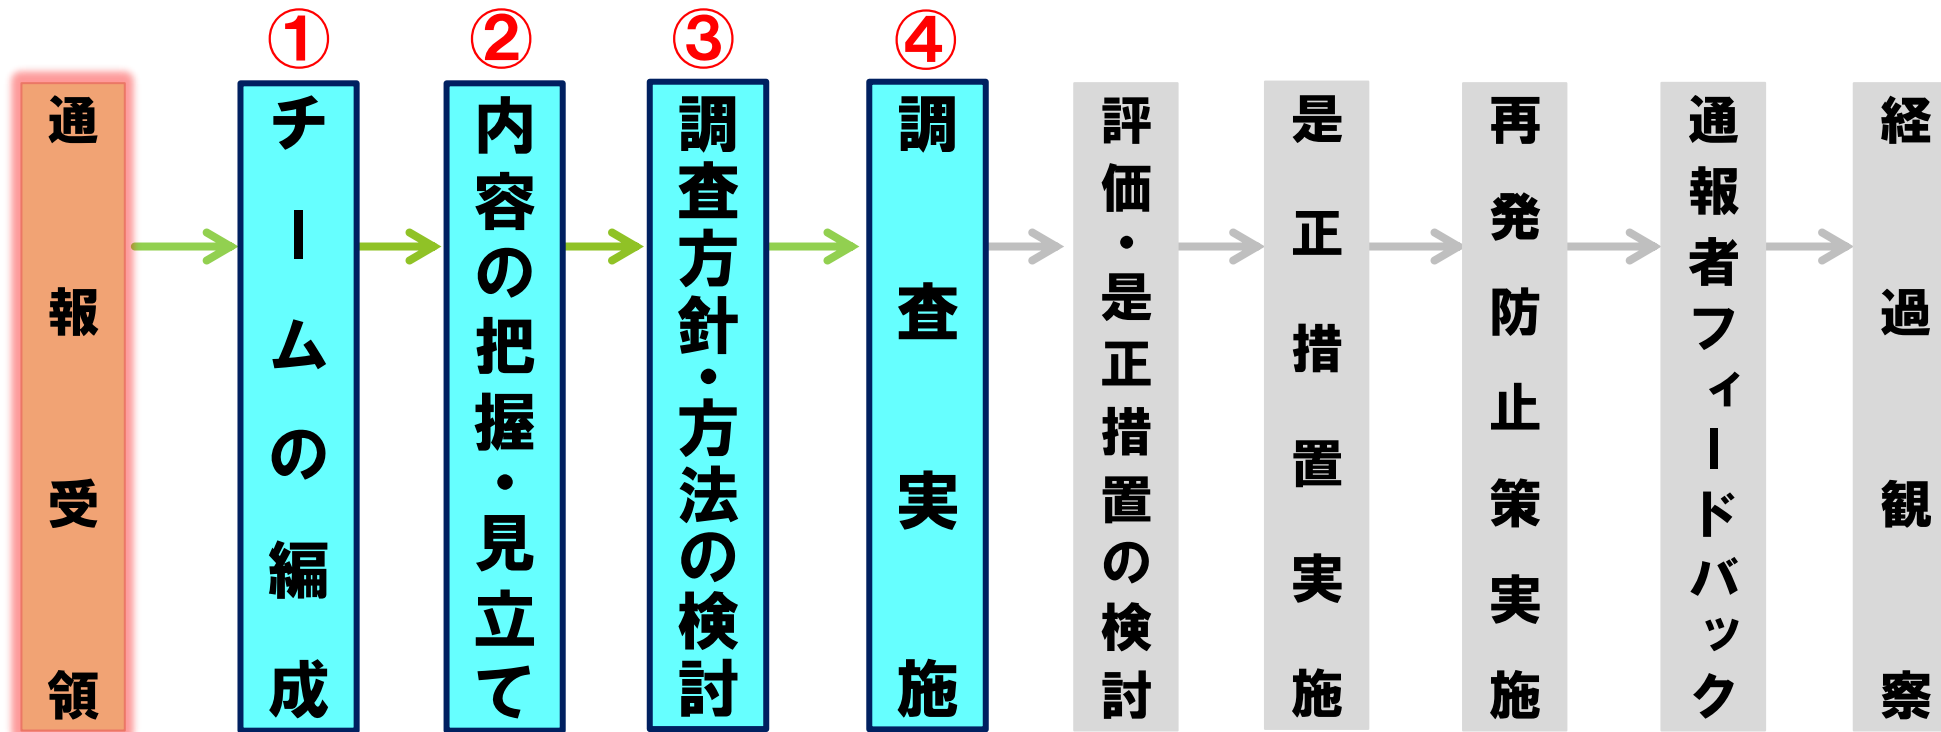 ①
②
③
④
通報受領
チームの編成
内容の把握・見立て
調査方針・方法の検討
調査実施
評価・是正措置の検討
是正措置実施
再発防止策実施
通報者フィードバック
経過観察